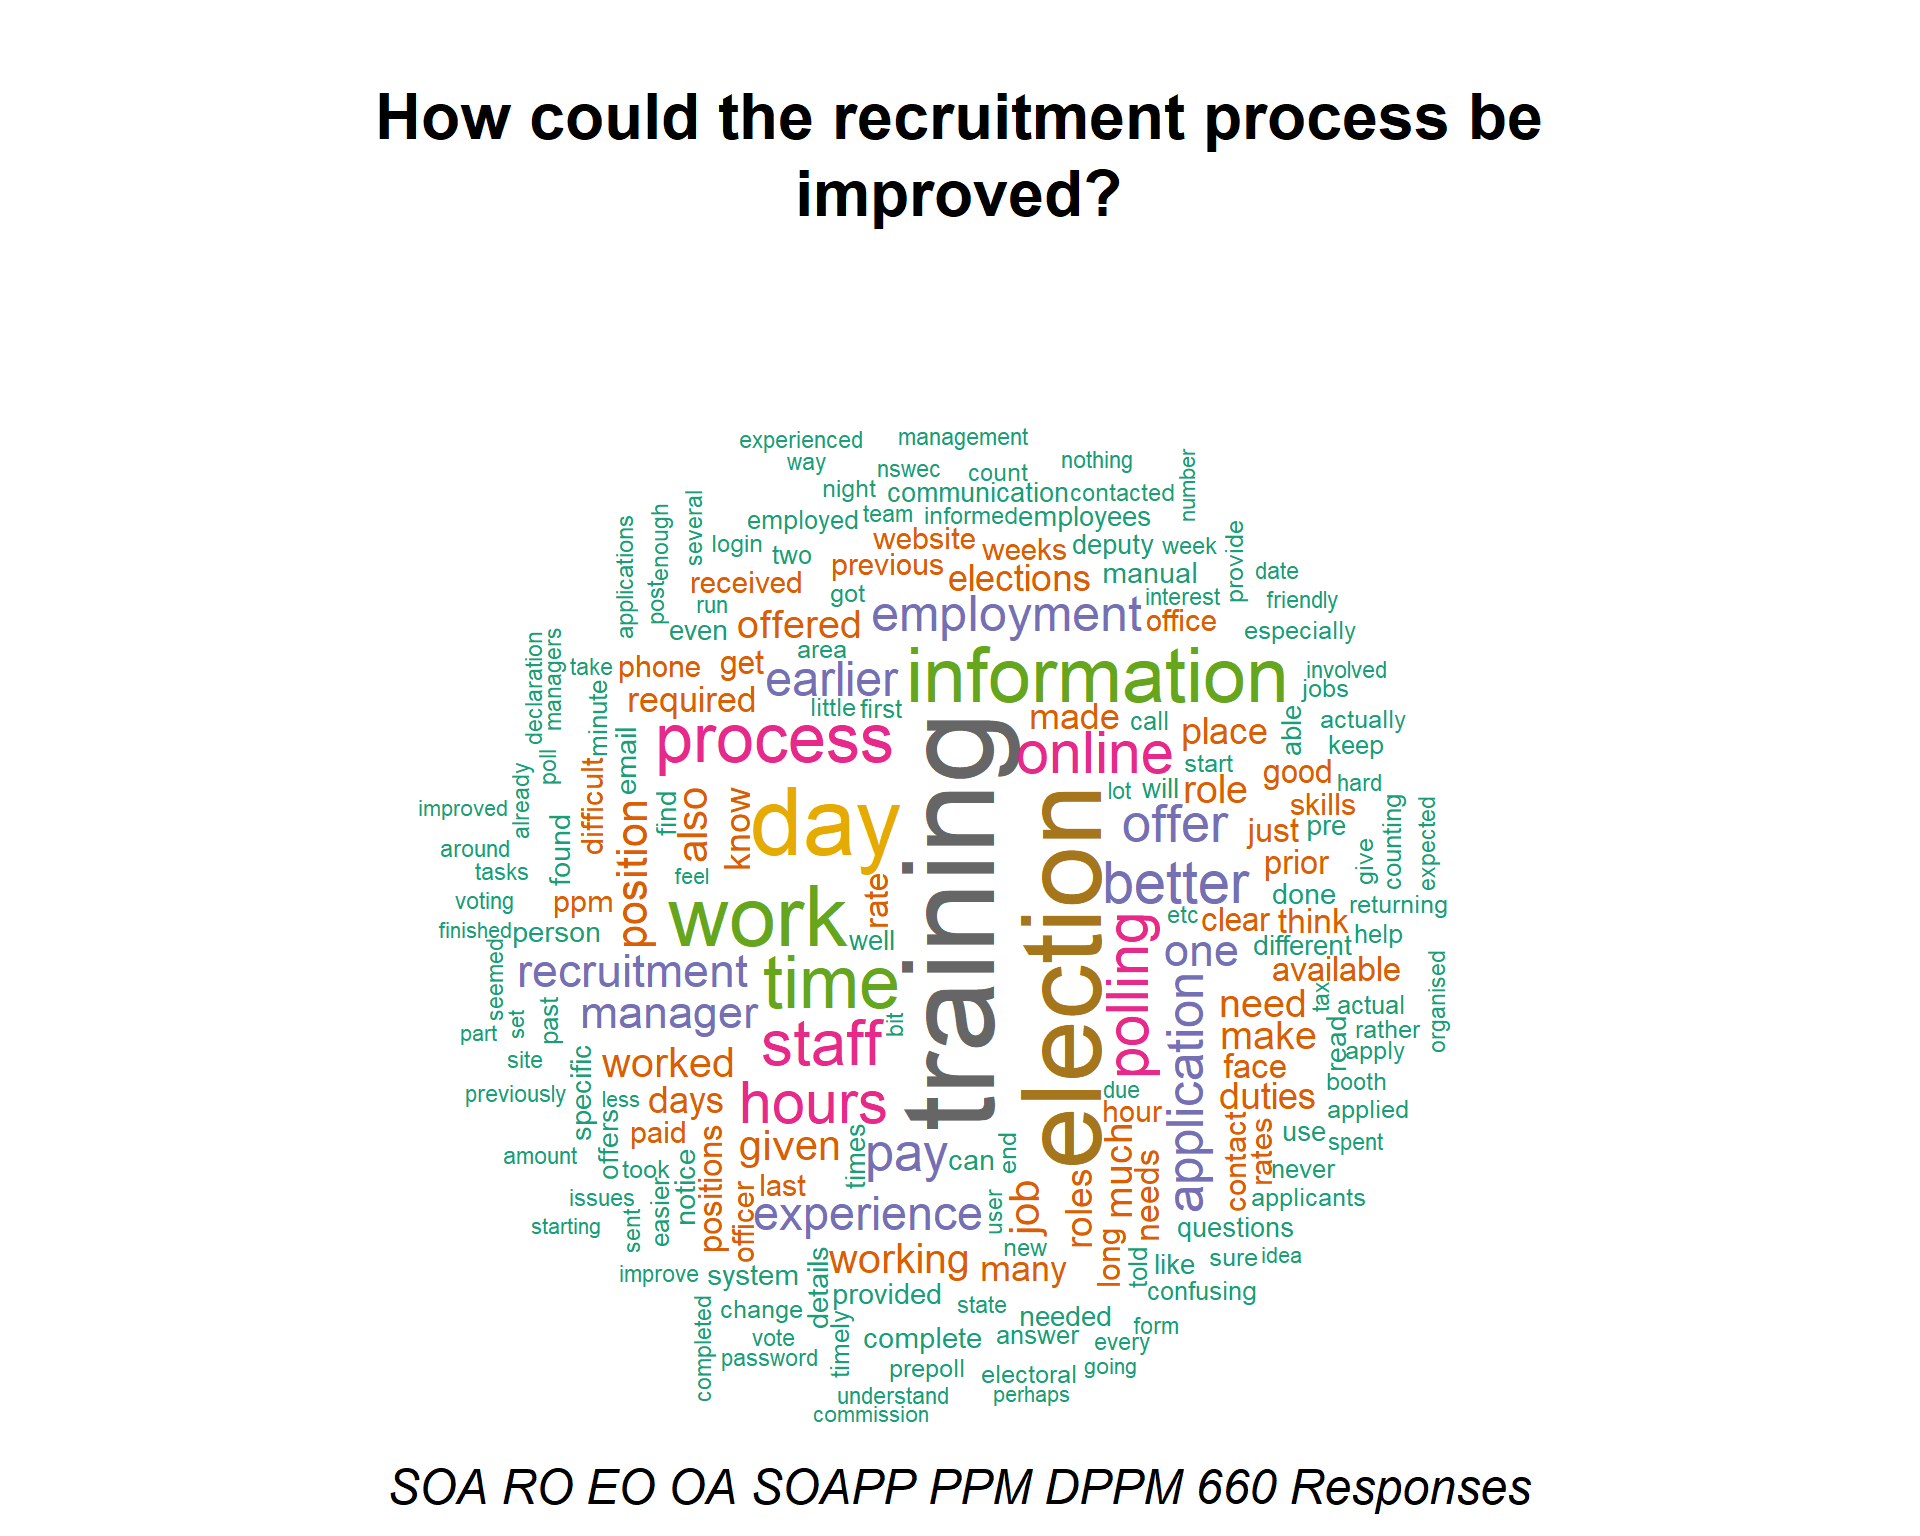 How could the recruitment process be
improved?
experienced
management
way
nswec
count
nothing
number
night
communication
contacted
several
enough
applications
employed
team
informed
employees
provide
login
two
website
weeks
deputy
week
received
previous
elections
manual
date
post
run
got
interest
friendly
even
offered
employment
office
especially
declaration
managers
take
phone
get
area
earlier
information
involved
jobs
minute
required
little
first
made
call
place
able
actually
keep
process
online
poll
email
start
good
hard
already
difficult
improved
find
also
know
day
training
election
lot
will
role
skills
offer
just
pre
counting
expected
around
found
position
tasks
feel
better
prior
give
voting
ppm
work
rate
done
returning
finished
person
well
etc
clear
think
polling
one
different
help
seemed
recruitment
time
available
organised
manager
application
need
tax
actual
part
set
past
bit
staff
make
read
rather
site
specific
worked
face
apply
previously
less
days
hours
due
hour
duties
booth
applied
offers
paid
given
times
pay
can
end
much
contact
rates
use
spent
amount
took
notice
positions
last
needs
never
issues
easier
officer
experience
user
job
roles
applicants
starting
sent
questions
working
new
many
long
told
like
sure
idea
improve
system
details
confusing
completed
change
provided
state
needed
vote
timely
complete
answer
every
form
password
prepoll
electoral
going
understand
perhaps
commission
SOA RO EO OA SOAPP PPM DPPM 660 Responses